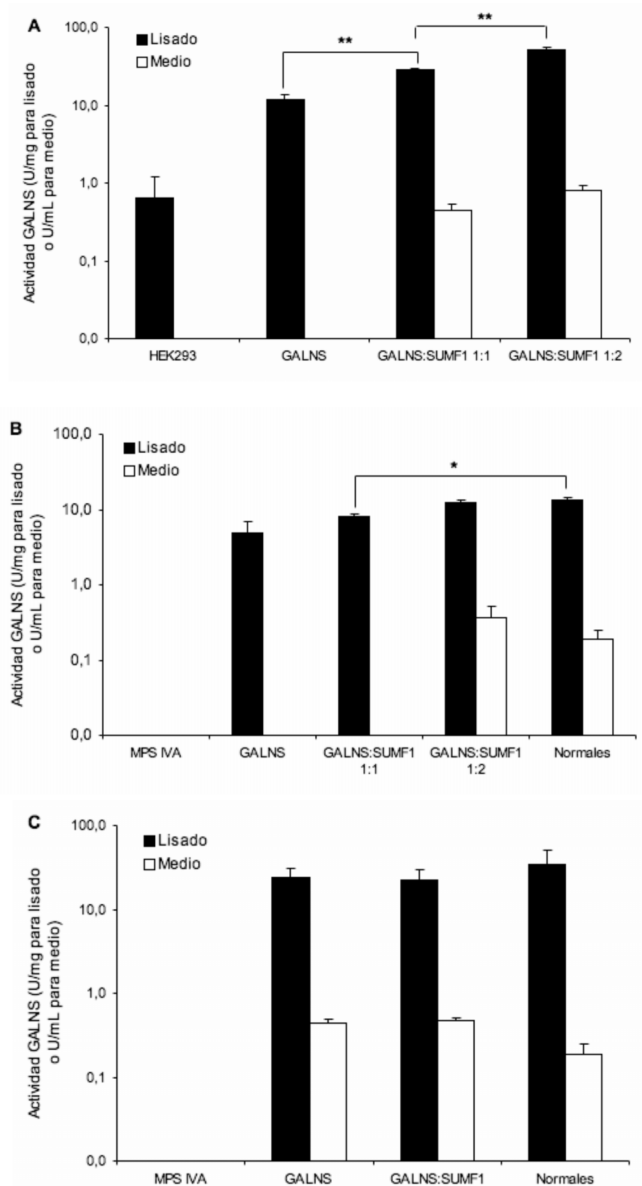 A
Actividad GALNS (U/mg para lisado
o U/mL para medio)
100,0
10,0
1,0
0,1
0,0
Lisado
Medio
**
**
HEK293
GALNS
GALNS:SUMF1 1:1
GALNS:SUMF1 1:2
B
Actividad GALNS (U/mg para lisado
o U/mL para medio)
100,0
10,0
1,0
0,1
0,0
Lisado
Medio
*
MPS IVA
GALNS
GALNS:SUMF1
1:1
GALNS:SUMF1
1:2
Normales
C
Actividad GALNS (U/mg para lisado
o U/mL para medio)
100,0
10,0
1,0
0,1
0,0
Lisado
Medio
MPS IVA
GALNS
GALNS:SUMF1
Normales